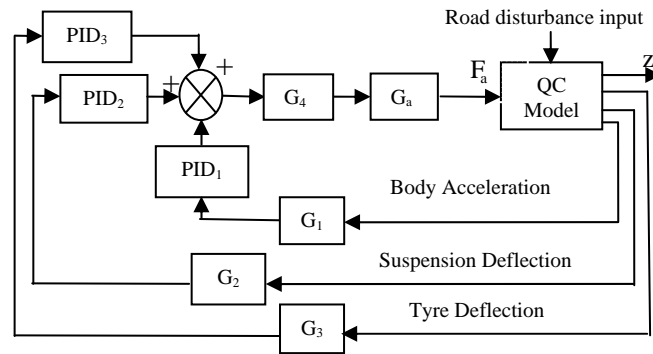 Road disturbance input
PID₃
+
z
PID₂
+
G₄
Gₐ
Fₐ
QC
Model
PID₁
Body Acceleration
G₁
Suspension Deflection
G₂
Tyre Deflection
G₃